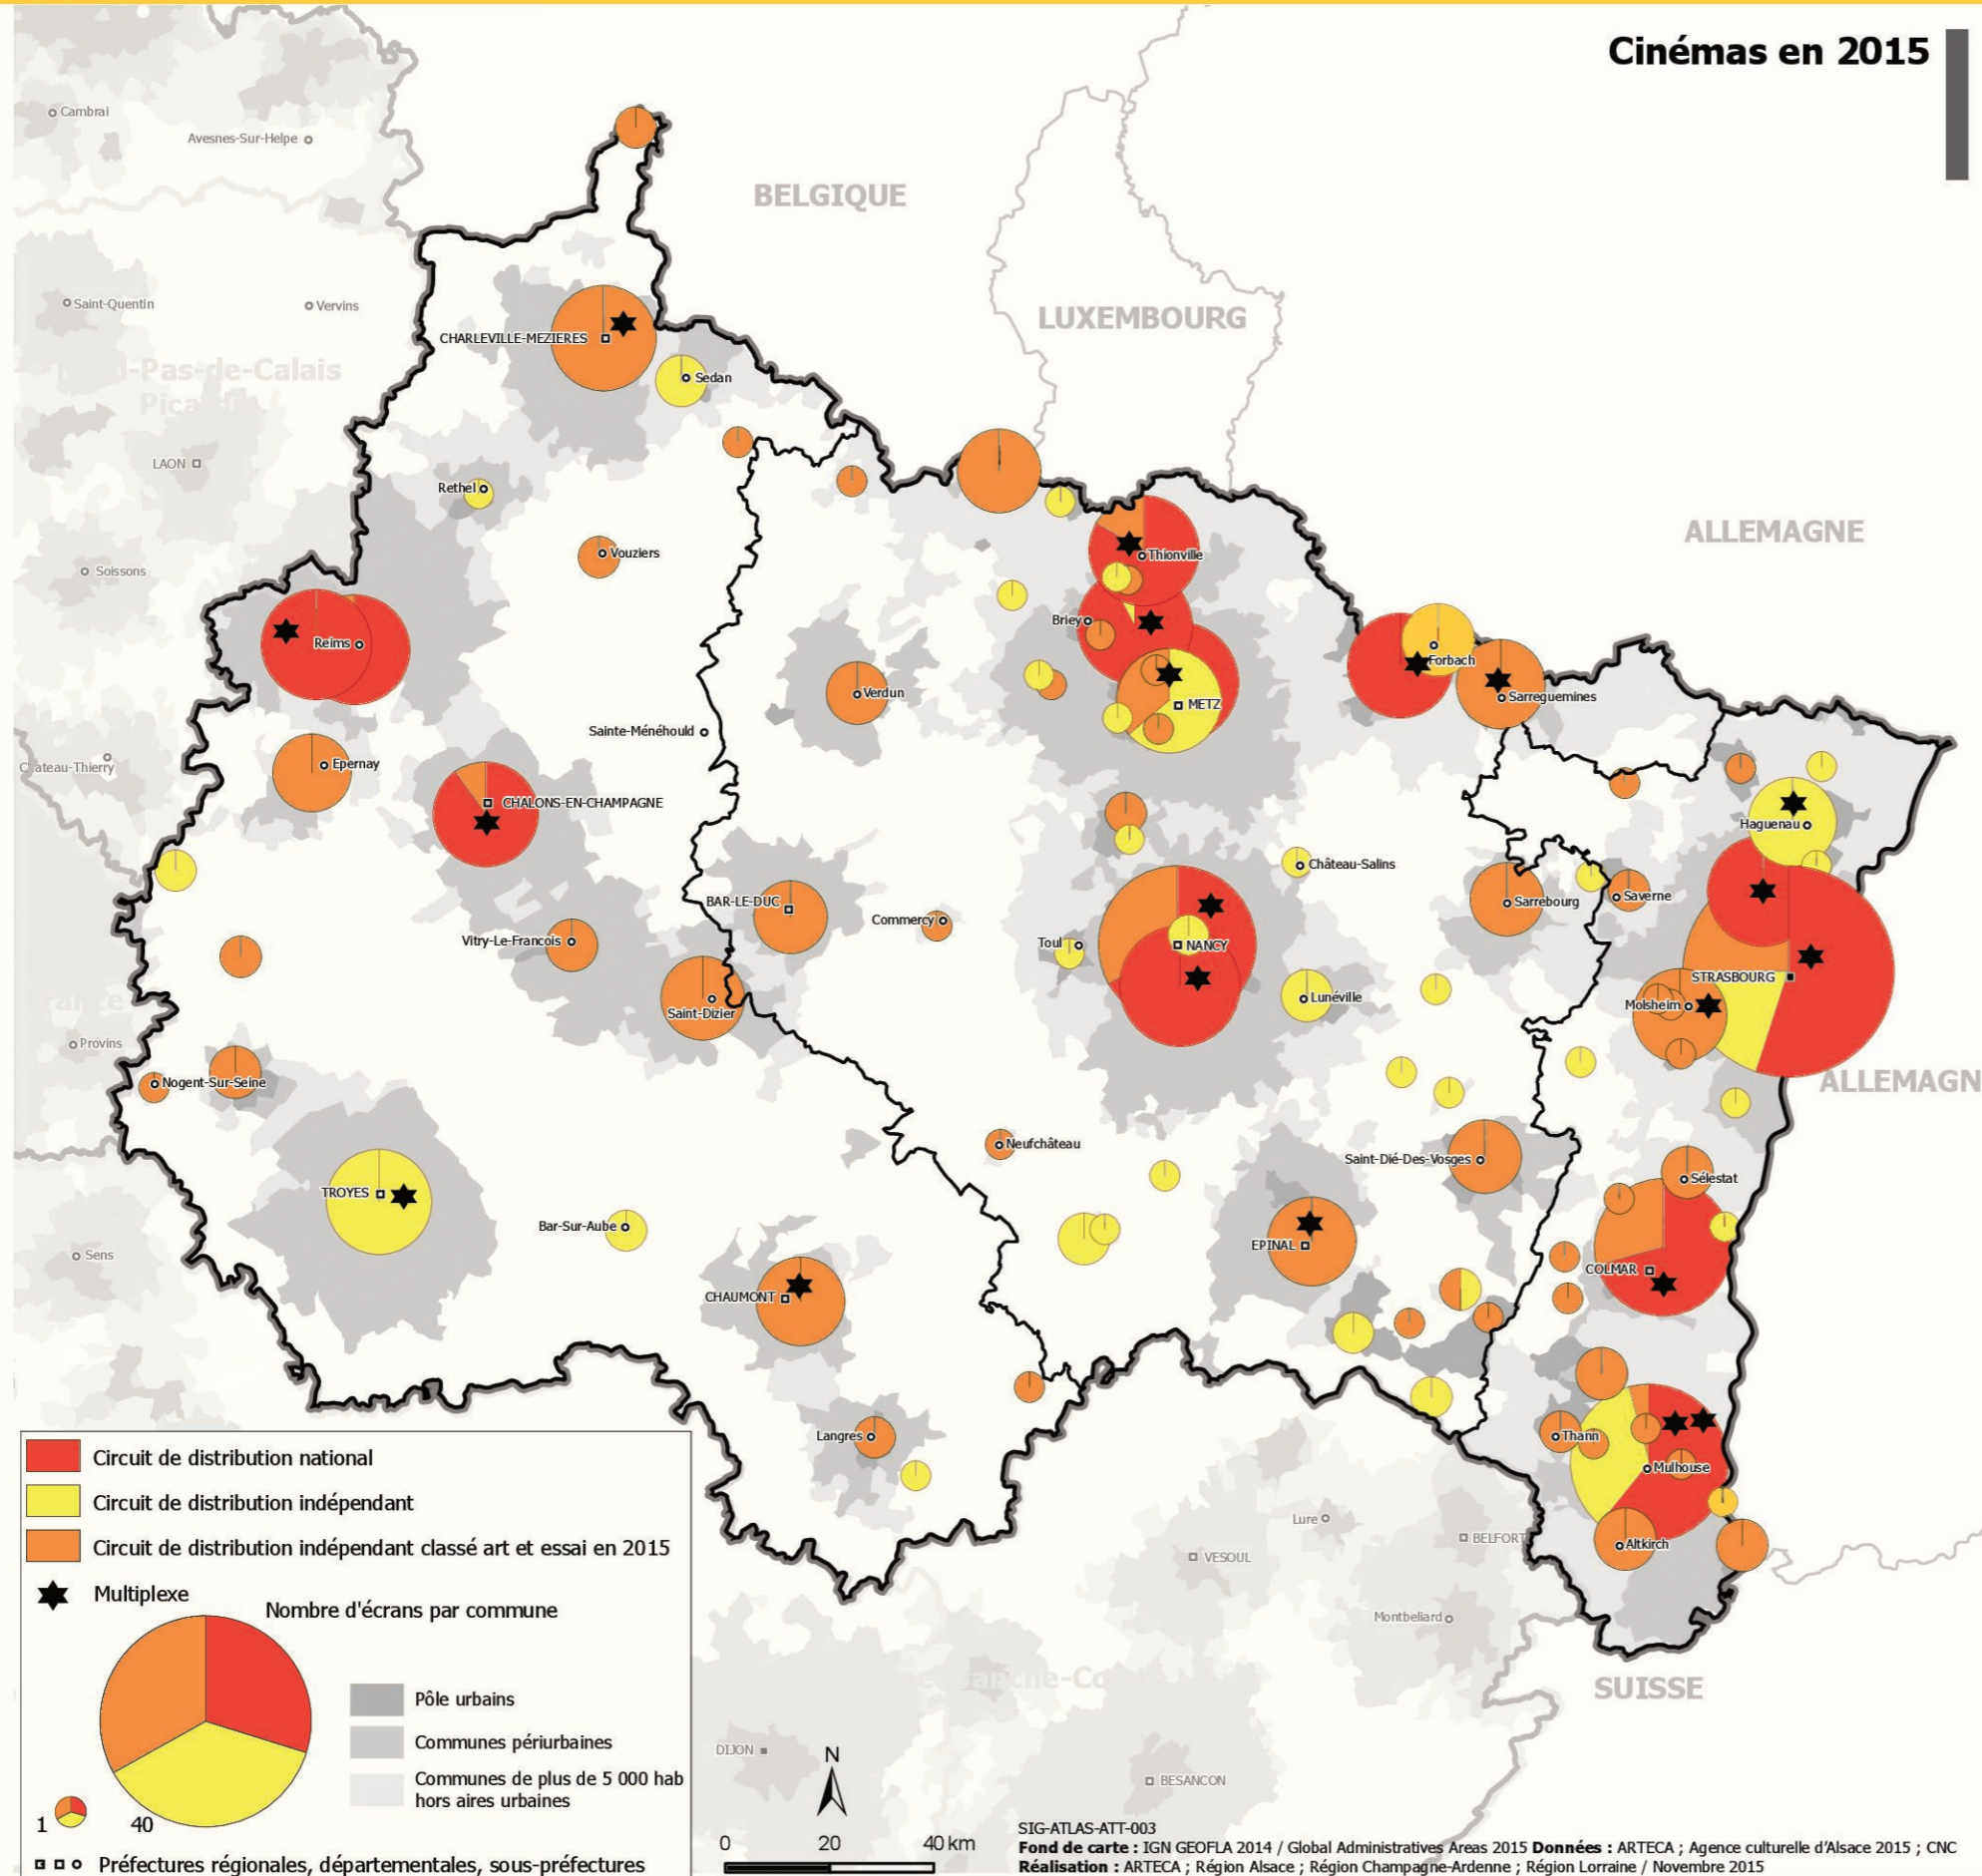 Cinémas en 2015
Cambrai
Avesnes-Sur-Helpe
BELGIQUE
Saint-Quentin
Vervins
LUXEMBOURG
CHARLEVILLE-MEZIERES
Sedan
-Pas-de-Calais
LAON
Rethel
Vouziers
ALLEMAGNE
Soissons
Thionville
Briey
Reims
Forbach
Sarreguemines
Verdun
METZ
Sainte-Ménéhould
Epernay
CHALONS-EN-CHAMPAGNE
Haguenau
Château-Salins
BAR-LE-DUC
Sarrebourg
Saverne
Commercy
Vitry-Le-Francois
Toul
NANCY
STRASBOURG
Lunéville
Molsheim
Saint-Dizier
Provins
Nogent-Sur-Seine
ALLEMAGN
Neufchâteau
Saint-Dié-Des-Vosges
Sélestat
TROYES
Bar-Sur-Aube
EPINAL
Sens
COLMAR
CHAUMONT
Langres
Thann
Mulhouse
Altkirch
Lure
BELFORT
VESOUL
Montbeliard
SUISSE
DIJON
BESANCON
Circuit de distribution national
Circuit de distribution indépendant
Circuit de distribution indépendant classé art et essai en 2015
Multiplexe
Nombre d'écrans par commune
Pôle urbains
Communes périurbaines
Communes de plus de 5 000 hab
hors aires urbaines
1 40
Préfectures régionales, départementales, sous-préfectures
N
0 20 40 km
SIG-ATLAS-ATT-003
Fond de carte : IGN GEOFLA 2014 / Global Administratives Areas 2015 Données : ARTECA ; Agence culturelle d'Alsace 2015 ; CNC
Réalisation : ARTECA ; Région Alsace ; Région Champagne-Ardenne ; Région Lorraine / Novembre 2015